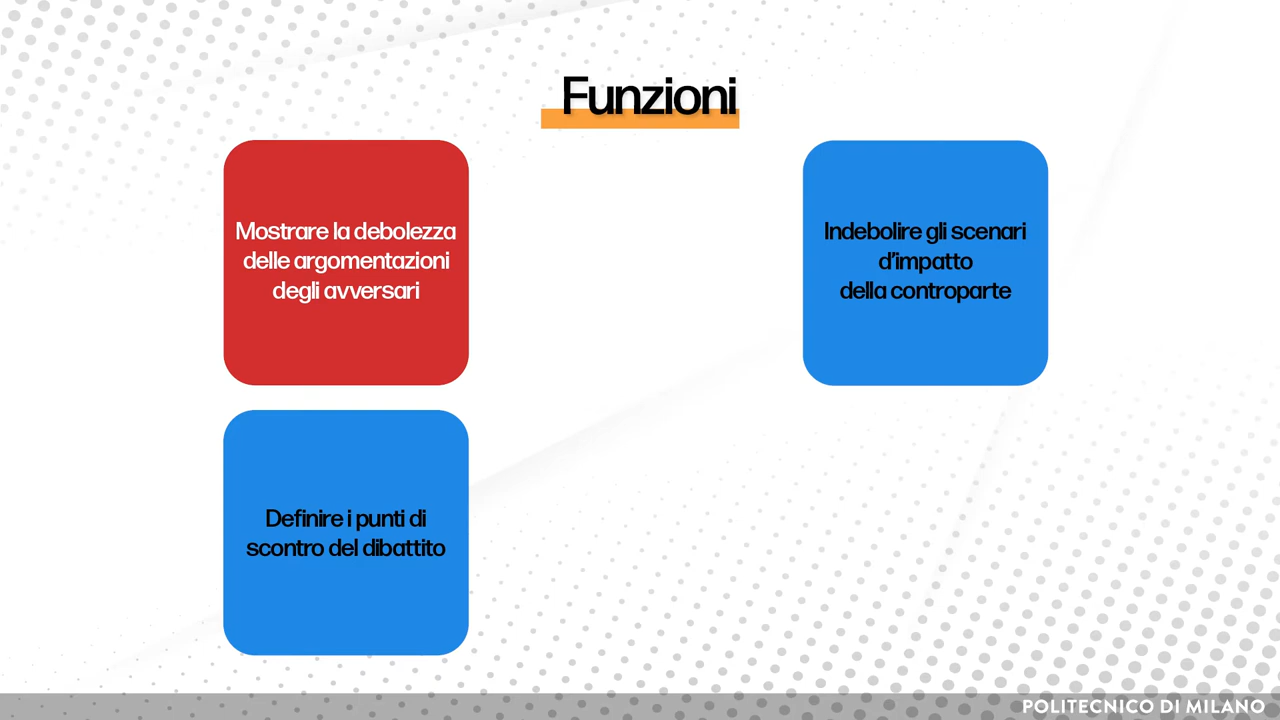 Funzioni
Mostrare la debolezza
delle argomentazioni
degli avversari
Indebolire gli scenari
d’impatto
della controparte
Definire i punti di
scontro del dibattito
POLITECNICO DI MILANO